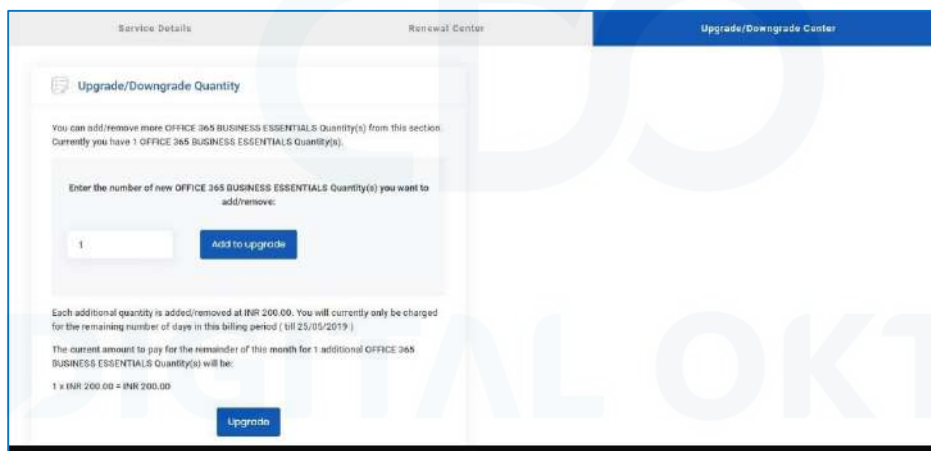 Service Details
Renewal Center
Upgrade/Downgrade Center
Upgrade/Downgrade Quantity
You can add/remove more OFFICE 365 BUSINESS ESSENTIALS Quantity(s) from this section.
Currently you have 1 OFFICE 365 BUSINESS ESSENTIALS Quantity(s).
Enter the number of new OFFICE 365 BUSINESS ESSENTIALS Quantity(s) you want to
add/remove:
1
Add to upgrade
Each additional quantity is added/removed at INR 200.00. You will currently only be charged
for the remaining number of days in this billing period ( till 25/05/2019 )
The current amount to pay for the remainder of this month for 1 additional OFFICE 365
BUSINESS ESSENTIALS Quantity(s) will be:
1 x INR 200.00 = INR 200.00
Upgrade
DIGITAL OKT